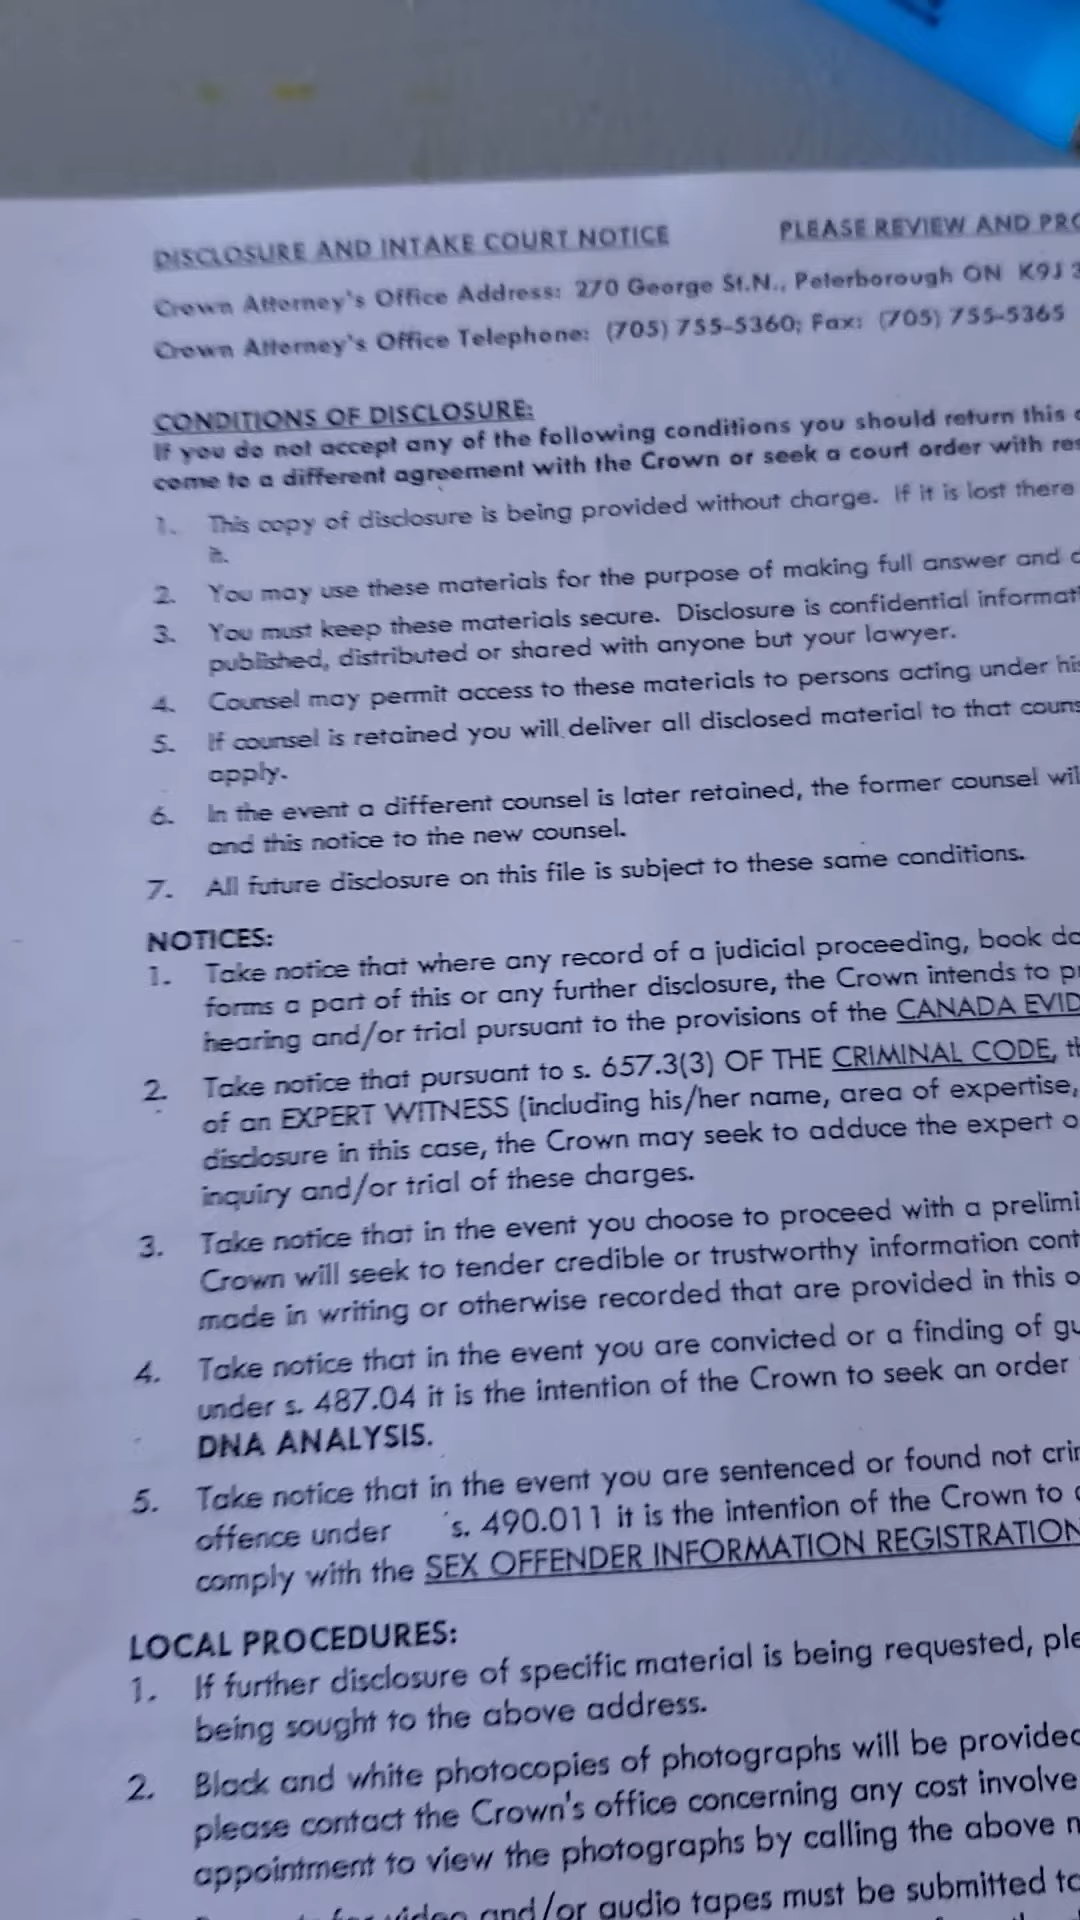 DISCLOSURE AND INTAKE COURT NOTICE PLEASE REVIEW AND
Crown Attorney's Office Address: 270 George St.N., Peterborough ON K9J
Crown Attorney's Office Telephone: (705) 755-5360; Fax: (705) 755-5365
CONDITIONS OF DISCLOSURE:
If you do not accept any of the following conditions you should return this
come to a different agreement with the Crown or seek a court order with
1. This copy of disclosure is being provided without charge. If it is lost there
it.
2. You may use these materials for the purpose of making full answer and
3. You must keep these materials secure. Disclosure is confidential
published, distributed or shared with anyone but your lawyer.
4. Counsel may permit access to these materials to persons acting under
5. If counsel is retained you will deliver all disclosed material to that
apply.
6. In the event a different counsel is later retained, the former counsel
and this notice to the new counsel.
7. All future disclosure on this file is subject to these same conditions.
NOTICES:
1. Take notice that where any record of a judicial proceeding, book
forms a part of this or any further disclosure, the Crown intends to
hearing and/or trial pursuant to the provisions of the CANADA
2. Take notice that pursuant to s. 657.3(3) OF THE CRIMINAL CODE,
of an EXPERT WITNESS (including his/her name, area of expertise,
disclosure in this case, the Crown may seek to adduce the expert
inquiry and/or trial of these charges.
3. Take notice that in the event you choose to proceed with a
Crown will seek to tender credible or trustworthy information
made in writing or otherwise recorded that are provided in this
4. Take notice that in the event you are convicted or a finding of
under s. 487.04 it is the intention of the Crown to seek an order
DNA ANALYSIS.
5. Take notice that in the event you are sentenced or found not
offence under s. 490.011 it is the intention of the Crown to
comply with the SEX OFFENDER INFORMATION REGISTRATION
LOCAL PROCEDURES:
1. If further disclosure of specific material is being requested,
being sought to the above address.
2. Black and white photocopies of photographs will be provided
please contact the Crown's office concerning any cost
appointment to view the photographs by calling the above
video and/or audio tapes must be submitted to